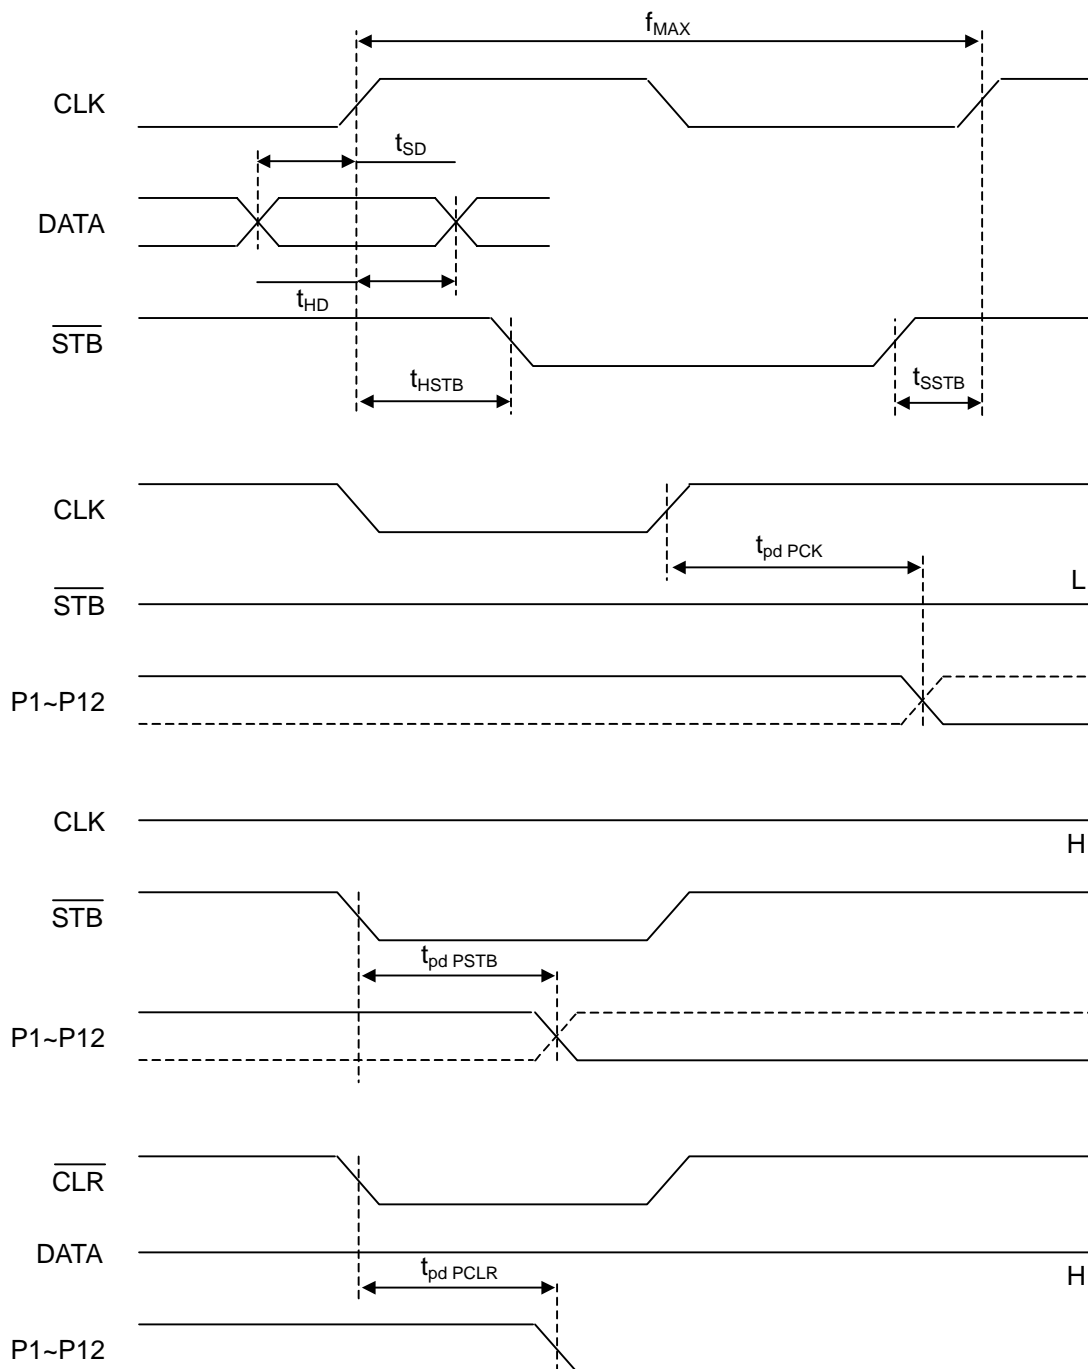 fMAX
CLK
tSD
DATA
tHD
STB
tHSTB
tSSTB
CLK
tpd PCK
L
STB
P1~P12
CLK
H
STB
tpd PSTB
P1~P12
CLR
DATA
H
tpd PCLR
P1~P12